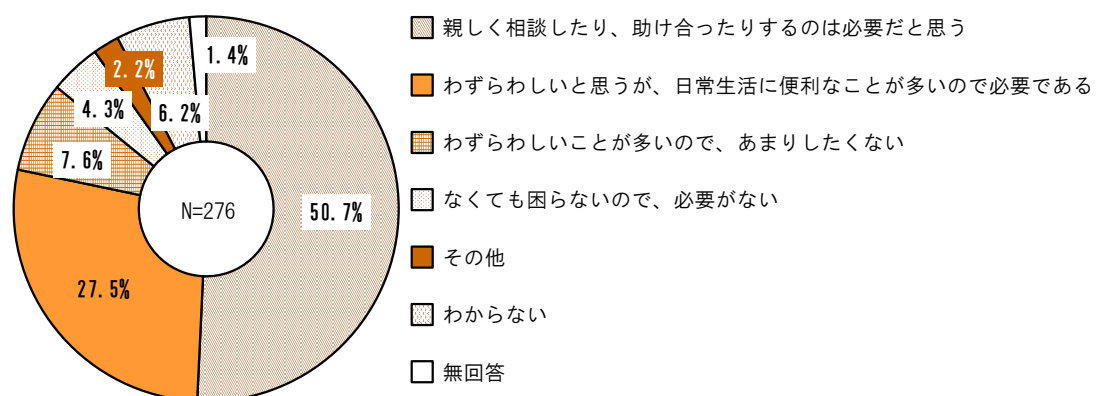 1.4%
2.2%
6.2%
4.3%
7.6%
N=276
50.7%
27.5%
親しく相談したり、助け合ったりするのは必要だと思う
わずらわしいと思うが、日常生活に便利なことが多いので必要である
わずらわしいことが多いので、あまりしたくない
なくても困らないので、必要がない
その他
わからない
無回答